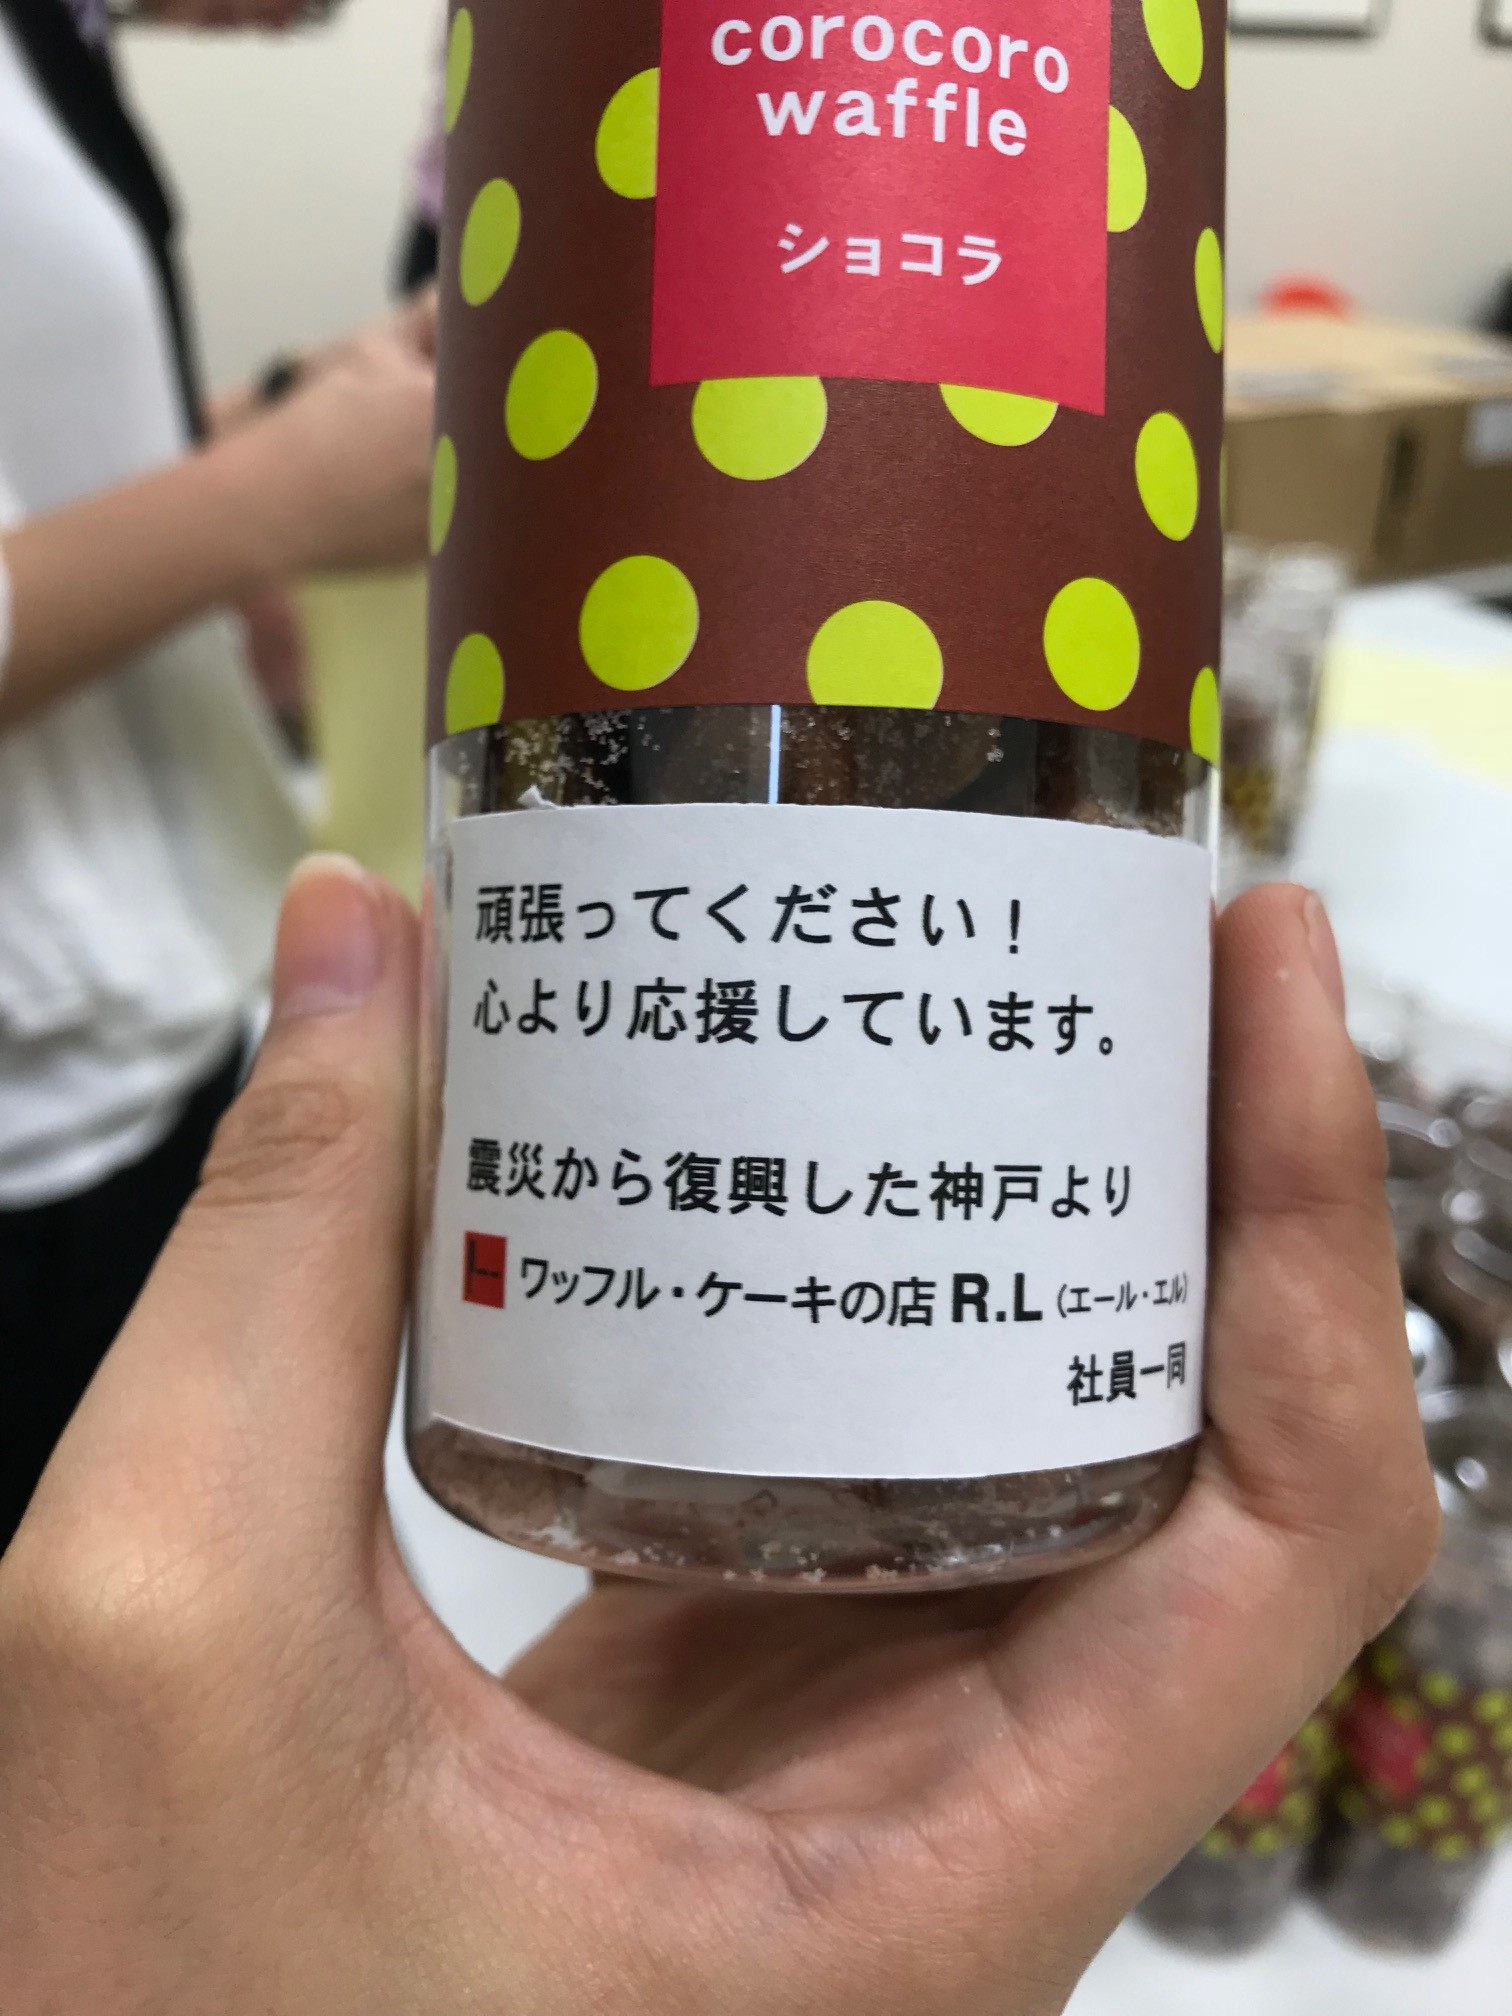 corocoro
waffle
ショコラ
頑張ってください！
心より応援しています。
震災から復興した神戸より
ワッフル・ケーキの店 R.L (エール・エル)
社員一同